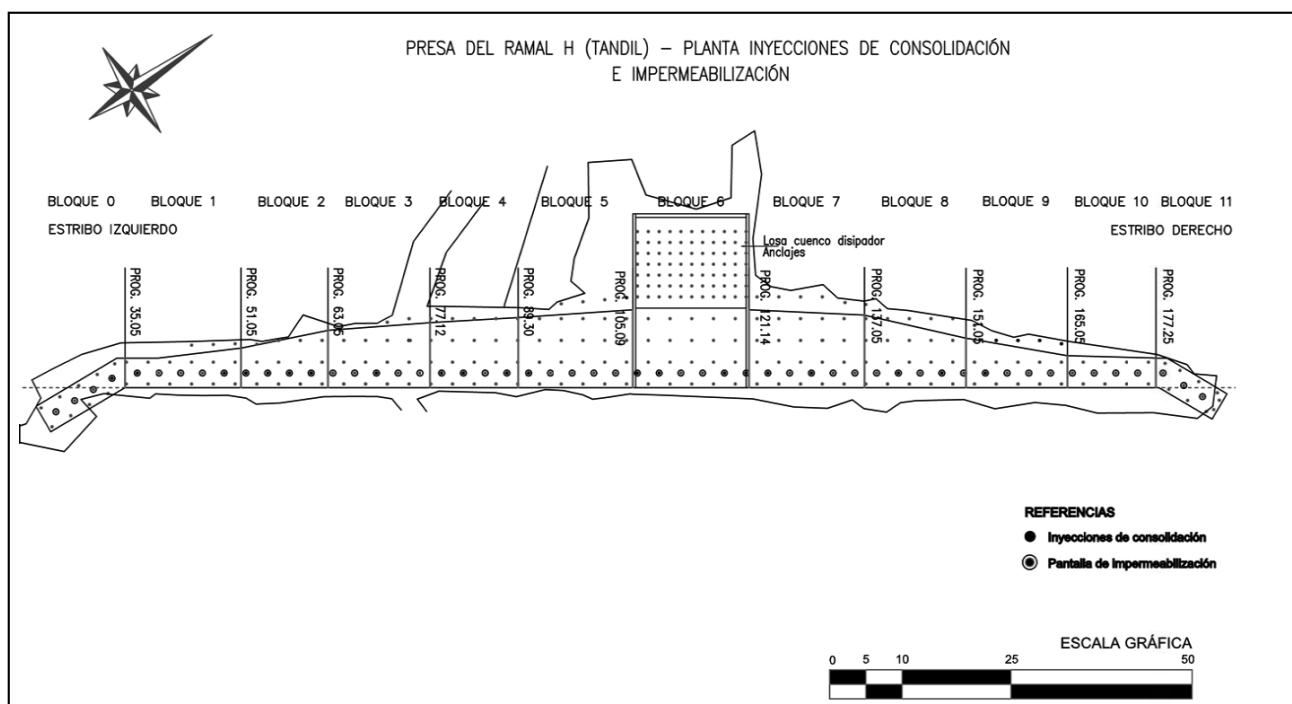 PRESA DEL RAMAL H (TANDIL) – PLANTA INYECCIONES DE CONSOLIDACIÓN
E IMPERMEABILIZACIÓN
BLOQUE 0 BLOQUE 1 BLOQUE 2 BLOQUE 3 BLOQUE 4 BLOQUE 5 BLOQUE 6 BLOQUE 7 BLOQUE 8 BLOQUE 9 BLOQUE 10 BLOQUE 11
ESTRIBO IZQUIERDO
ESTRIBO DERECHO
Losa cuenco disipador
Anclajes
PROG. 35.05
PROG. 51.05
PROG. 63.05
PROG. 77.12
PROG. 89.30
PROG. 105.09
PROG. 121.14
PROG. 137.05
PROG. 151.05
PROG. 165.05
PROG. 177.25
REFERENCIAS
Inyecciones de consolidación
Pantalla de impermeabilización
ESCALA GRÁFICA
0 5 10 25 50